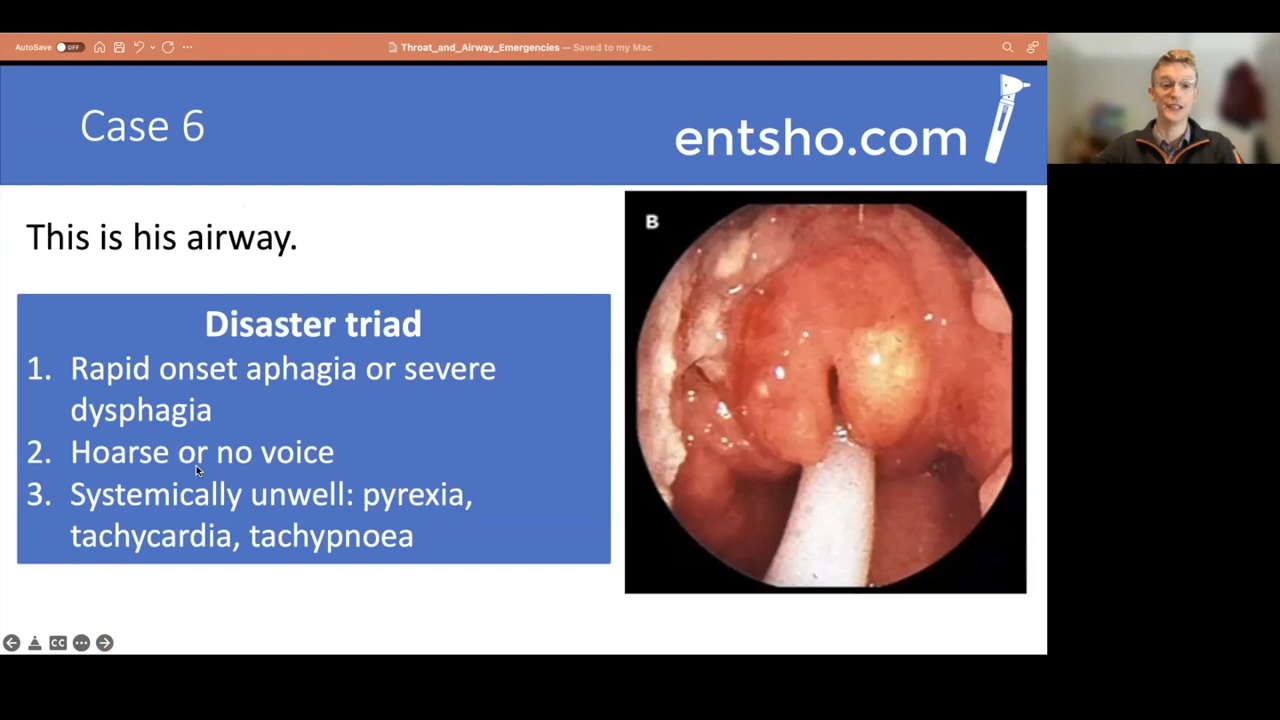 AutoSave OFF
Throat_and_Airway_Emergencies — Saved to my Mac
Case 6
entsho.com
This is his airway.
B
Disaster triad
1. Rapid onset aphagia or severe
dysphagia
2. Hoarse or no voice
3. Systemically unwell: pyrexia,
tachycardia, tachypnoea
CC